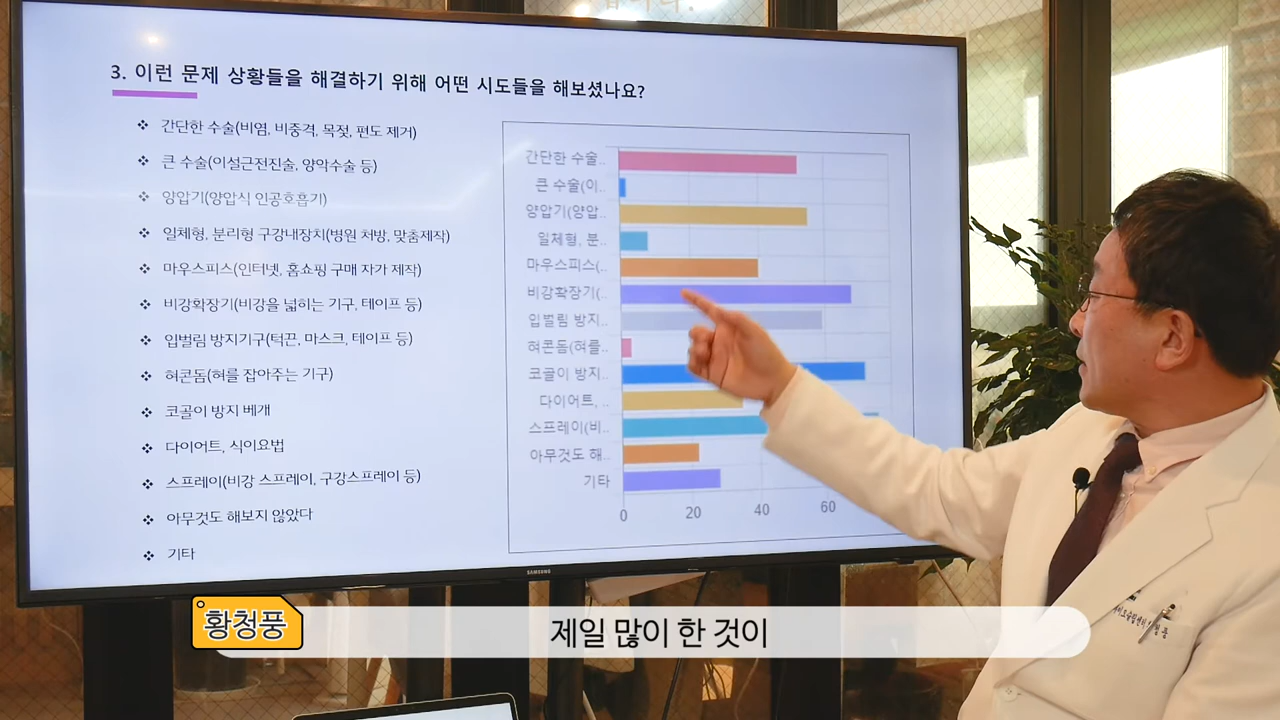 3. 이런 문제 상황들을 해결하기 위해 어떤 시도들을 해보셨나요?
❖ 간단한 수술(비염, 비중격, 목젖, 편도 제거)
❖ 큰 수술(이설근전진술, 양악수술 등)
❖ 양압기(양압식 인공호흡기)
❖ 일체형, 분리형 구강내장치(병원 처방, 맞춤제작)
❖ 마우스피스(인터넷, 홈쇼핑 구매 자가 제작)
❖ 비강확장기(비강을 넓히는 기구, 테이프 등)
❖ 입벌림 방지기구(턱끈, 마스크, 테이프 등)
❖ 혀콘돔(혀를 잡아주는 기구)
❖ 코골이 방지 베개
❖ 다이어트, 식이요법
❖ 스프레이(비강 스프레이, 구강스프레이 등)
❖ 아무것도 해보지 않았다
❖ 기타
간단한 수술..
큰 수술(이..
양압기(양압..
일체형, 분..
마우스피스(..
비강확장기(..
입벌림 방지..
혀콘돔(혀를..
코골이 방지..
다이어트, ..
스프레이(비..
아무것도 해..
기타
0 20 40 60
SAMSUNG
황청풍
제일 많이 한 것이